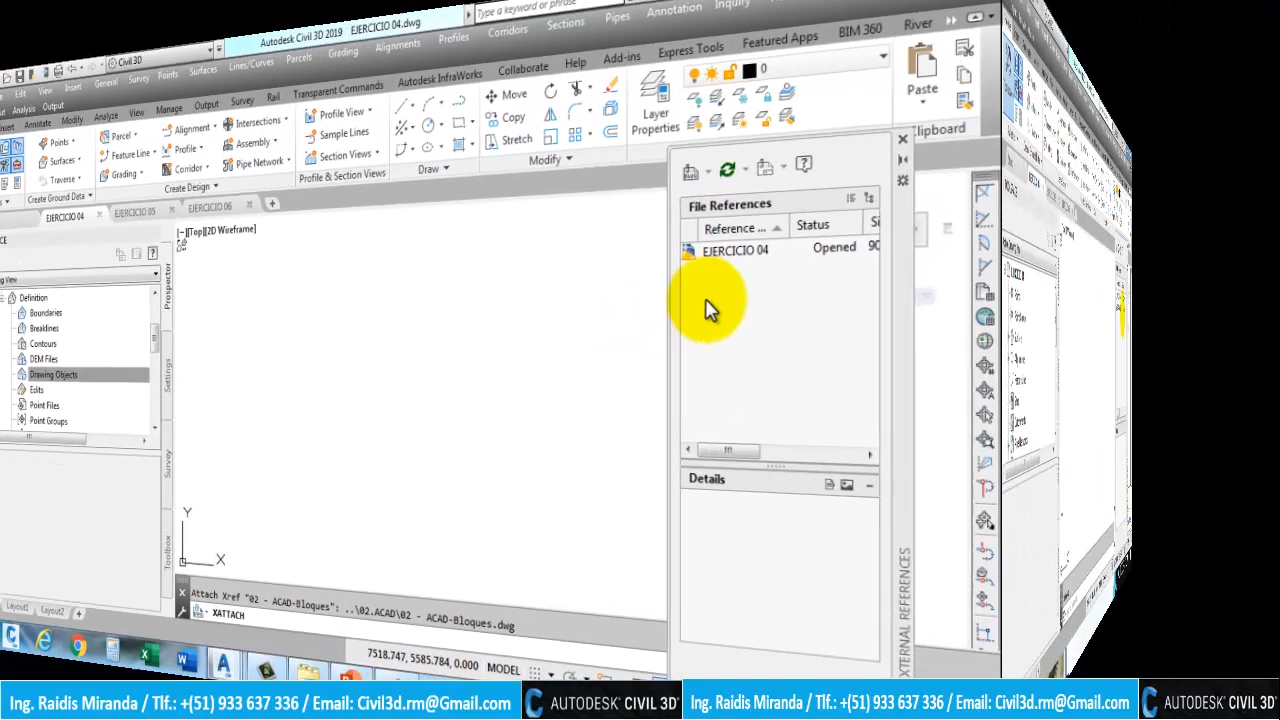 Autodesk Civil 3D 2019 EJERCICIO 04.dwg
Type a keyword or phrase
Civil 3D
View Insert General Survey Points Surfaces Lines/Curves Parcels Grading Alignments Profiles Corridors Sections Pipes Annotation Inquiry
Analysis Output
Insert Annotate Modify Analyze View Manage Output Survey Rail Transparent Commands Autodesk InfraWorks Collaborate Help Add-ins Express Tools Featured Apps BIM 360 River
Points
Surfaces
Traverse
Create Ground Data
Parcel
Feature Line
Grading
Alignment
Profile
Corridor
Intersections
Assembly
Pipe Network
Create Design
Profile View
Sample Lines
Section Views
Profile & Section Views
Draw
Move
Copy
Stretch
Modify
Layer
Properties
0
Paste
Clipboard
EJERCICIO 04
EJERCICIO 05
EJERCICIO 06
[−][Top][2D Wireframe]
Definition
Boundaries
Breaklines
Contours
DEM Files
Drawing Objects
Edits
Point Files
Point Groups
Prospector
Settings
Survey
Toolbox
File References
Reference ...
Status
Si
EJERCICIO 04
Opened
90
Details
EXTERNAL REFERENCES
Y
X
Attach Xref "02 - ACAD-Bloques": ..\02.ACAD\02 - ACAD-Bloques.dwg
XATTACH
Layout1 Layout2
7518.747, 5585.784, 0.000 MODEL
Ing. Raidis Miranda / Tlf.: +(51) 933 637 336 / Email: Civil3d.rm@Gmail.com
AUTODESK® CIVIL 3D®
Ing. Raidis Miranda / Tlf.: +(51) 933 637 336 / Email: Civil3d.rm@Gmail.com
AUTODESK® CIVIL 3D